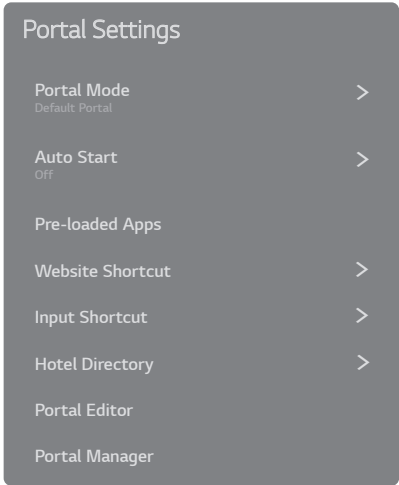 Portal Settings
Portal Mode
Default Portal
Auto Start
Off
Pre-loaded Apps
Website Shortcut
Input Shortcut
Hotel Directory
Portal Editor
Portal Manager